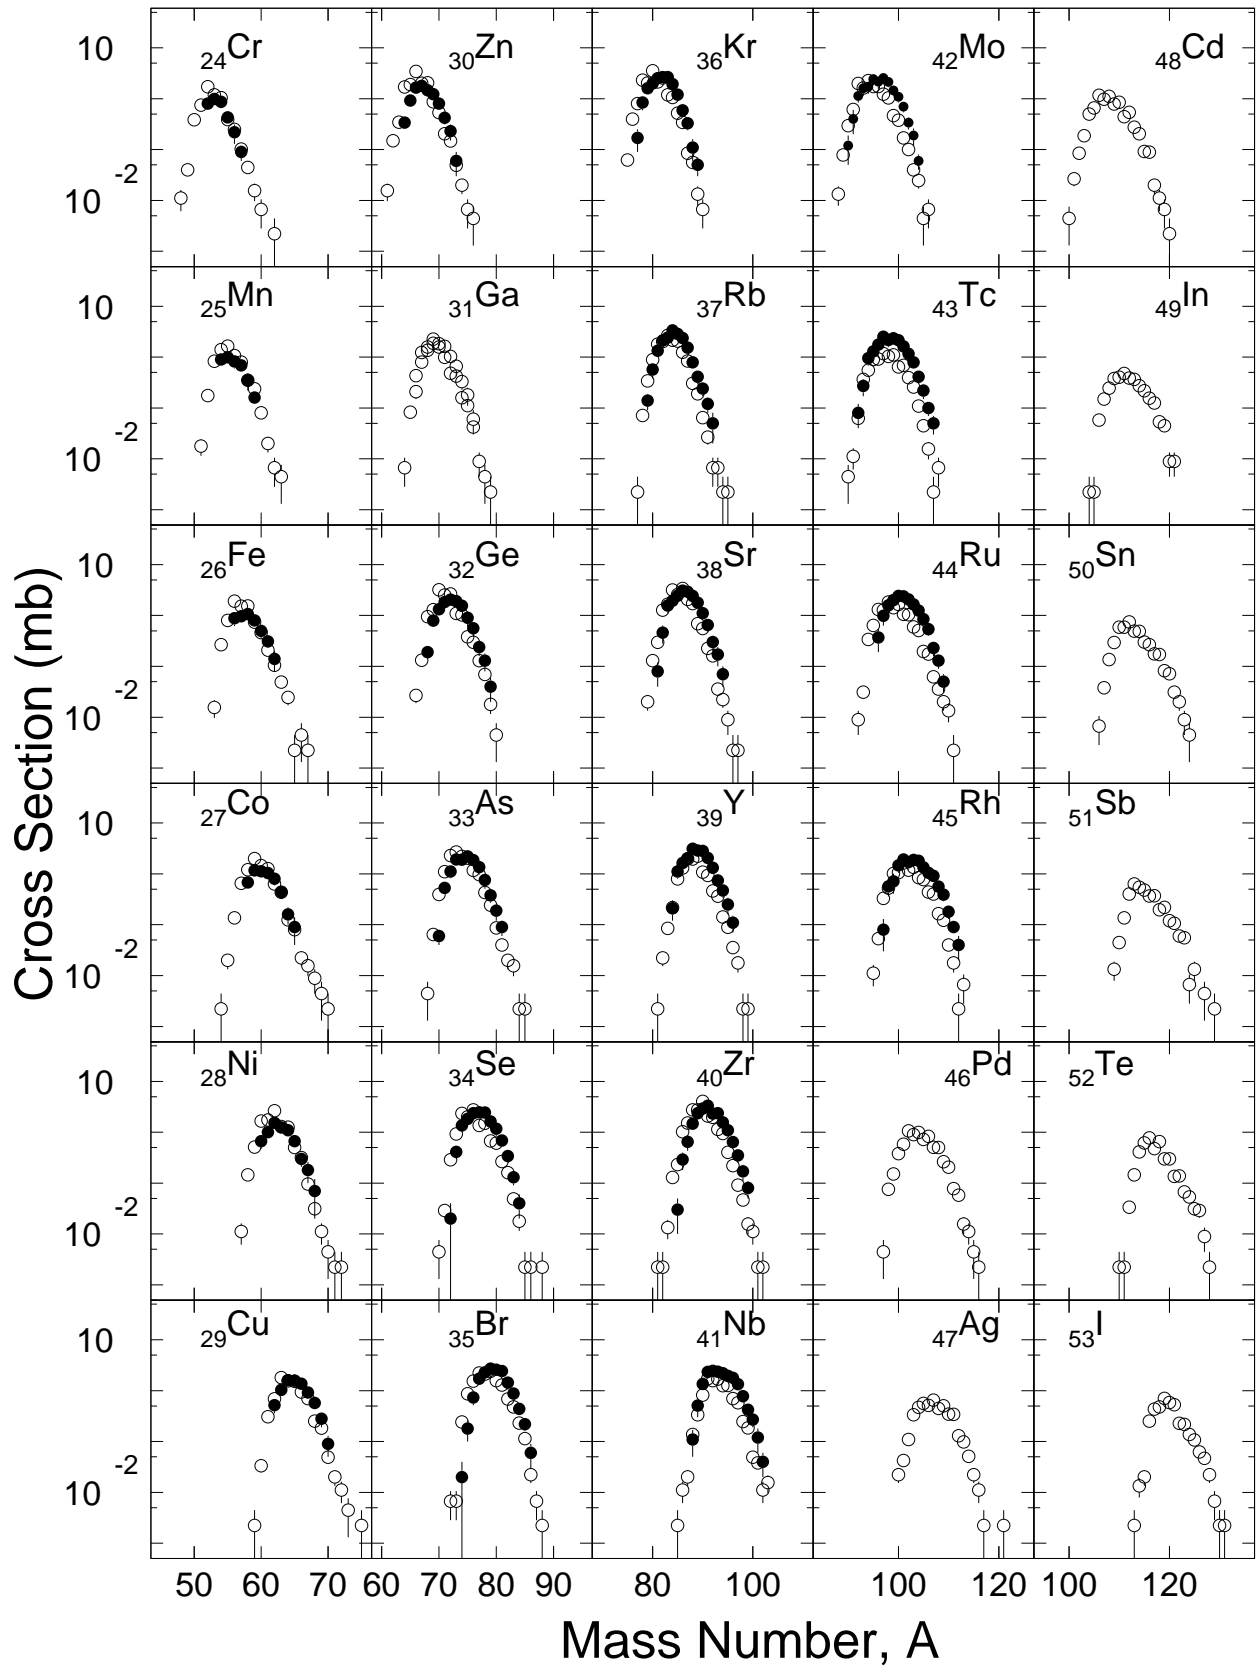 10 24Cr 30Zn 36Kr 42Mo 48Cd
10 -2
10 25Mn 31Ga 37Rb 43Tc 49In
10 -2
10 26Fe 32Ge 38Sr 44Ru 50Sn
10 -2
10 27Co 33As 39Y 45Rh 51Sb
10 -2
10 28Ni 34Se 40Zr 46Pd 52Te
10 -2
10 29Cu 35Br 41Nb 47Ag 53I
10 -2
Cross Section (mb)
50 60 70 60 70 80 90 80 100 100 120 100 120
Mass Number, A